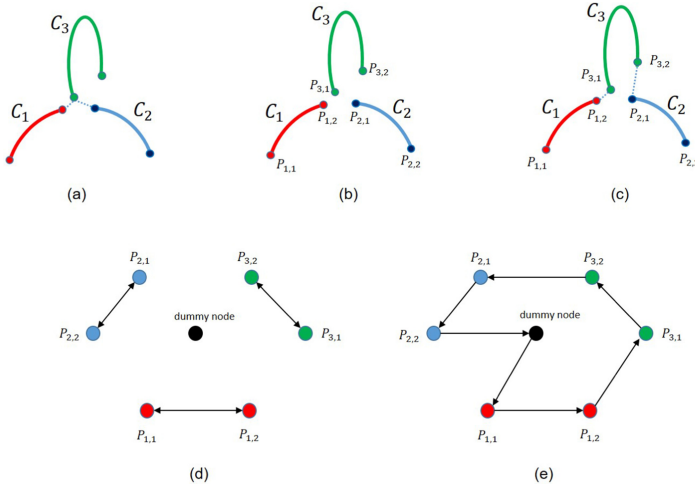 C₃
C₁
C₂
(a)
C₃
P₃,₂
P₃,₁
C₁
P₁,₂
P₂,₁
C₂
P₁,₁
P₂,₂
(b)
C₃
P₃,₂
P₃,₁
C₁
P₁,₂
P₂,₁
C₂
P₁,₁
P₂,
(c)
P₂,₁
P₃,₂
dummy node
P₂,₂
P₃,₁
P₁,₁
P₁,₂
(d)
P₂,₁
P₃,₂
dummy node
P₂,₂
P₃,₁
P₁,₁
P₁,₂
(e)